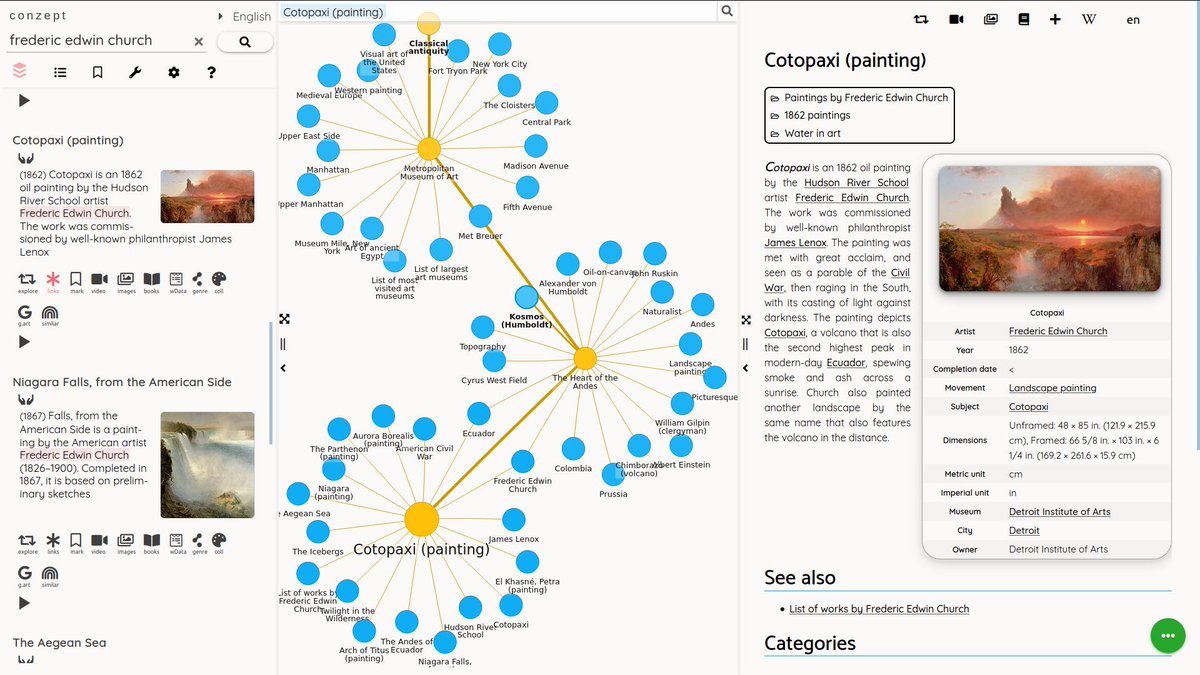 conzept
English
frederic edwin church
Cotopaxi (painting)
(1862) Cotopaxi is an 1862
oil painting by the Hudson
River School artist
Frederic Edwin Church.
The work was commis-
sioned by well-known philanthropist James
Lenox
explore links mark video images books wData genre coll
g.art similar
Niagara Falls, from the American Side
(1867) Falls, from the
American Side is a paint-
ing by the American artist
Frederic Edwin Church
(1826–1900). Completed in
1867, it is based on prelim-
inary sketches
explore links mark video images books wData genre coll
g.art similar
The Aegean Sea
Cotopaxi (painting)
Classical
antiquity
Visual art of
the United
States
Fort Tryon Park
New York City
Medieval Europe
Western painting
The Cloisters
Upper East Side
Central Park
Manhattan
Metropolitan
Museum of Art
Madison Avenue
Upper Manhattan
Fifth Avenue
Museum Mile, New
York
Art of ancient
Egypt
Met Breuer
List of most
visited art
museums
List of largest
art museums
Oil-on-canvas
John Ruskin
Alexander von
Humboldt
Naturalist
Kosmos
(Humboldt)
Andes
Topography
Landscape
painting
Cyrus West Field
The Heart of the
Andes
Picturesque
William Gilpin
(clergyman)
Ecuador
Aurora Borealis
(painting)
American Civil
War
The Parthenon
(painting)
Colombia
Chimborazo
(volcano)
Albert Einstein
Niagara
(painting)
Frederic Edwin
Church
Prussia
e Aegean Sea
The Icebergs
Cotopaxi (painting)
James Lenox
El Khasné, Petra
(painting)
List of works by
Frederic Edwin
Church
Twilight in the
Wilderness
Hudson River
School
Cotopaxi
Arch of Titus
(painting)
The Andes of
Ecuador
Niagara Falls,
W
en
Cotopaxi (painting)
Paintings by Frederic Edwin Church
1862 paintings
Water in art
Cotopaxi is an 1862 oil painting
by the Hudson River School
artist Frederic Edwin Church.
The work was commissioned
by well-known philanthropist
James Lenox. The painting was
met with great acclaim, and
seen as a parable of the Civil
War, then raging in the South,
with its casting of light against
darkness. The painting depicts
Cotopaxi, a volcano that is also
the second highest peak in
modern-day Ecuador, spewing
smoke and ash across a
sunrise. Church also painted
another landscape by the
same name that also features
the volcano in the distance.
Cotopaxi
Artist Frederic Edwin Church
Year 1862
Completion date <
Movement Landscape painting
Subject Cotopaxi
Dimensions Unframed: 48 × 85 in. (121.9 × 215.9
cm), Framed: 66 5/8 in. × 103 in. × 6
1/4 in. (169.2 × 261.6 × 15.9 cm)
Metric unit cm
Imperial unit in
Museum Detroit Institute of Arts
City Detroit
Owner Detroit Institute of Arts
See also
List of works by Frederic Edwin Church
Categories